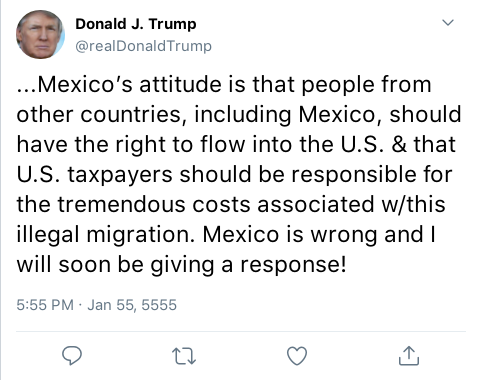 Donald J. Trump
@realDonaldTrump
...Mexico’s attitude is that people from
other countries, including Mexico, should
have the right to flow into the U.S. & that
U.S. taxpayers should be responsible for
the tremendous costs associated w/this
illegal migration. Mexico is wrong and I
will soon be giving a response!
5:55 PM · Jan 55, 5555